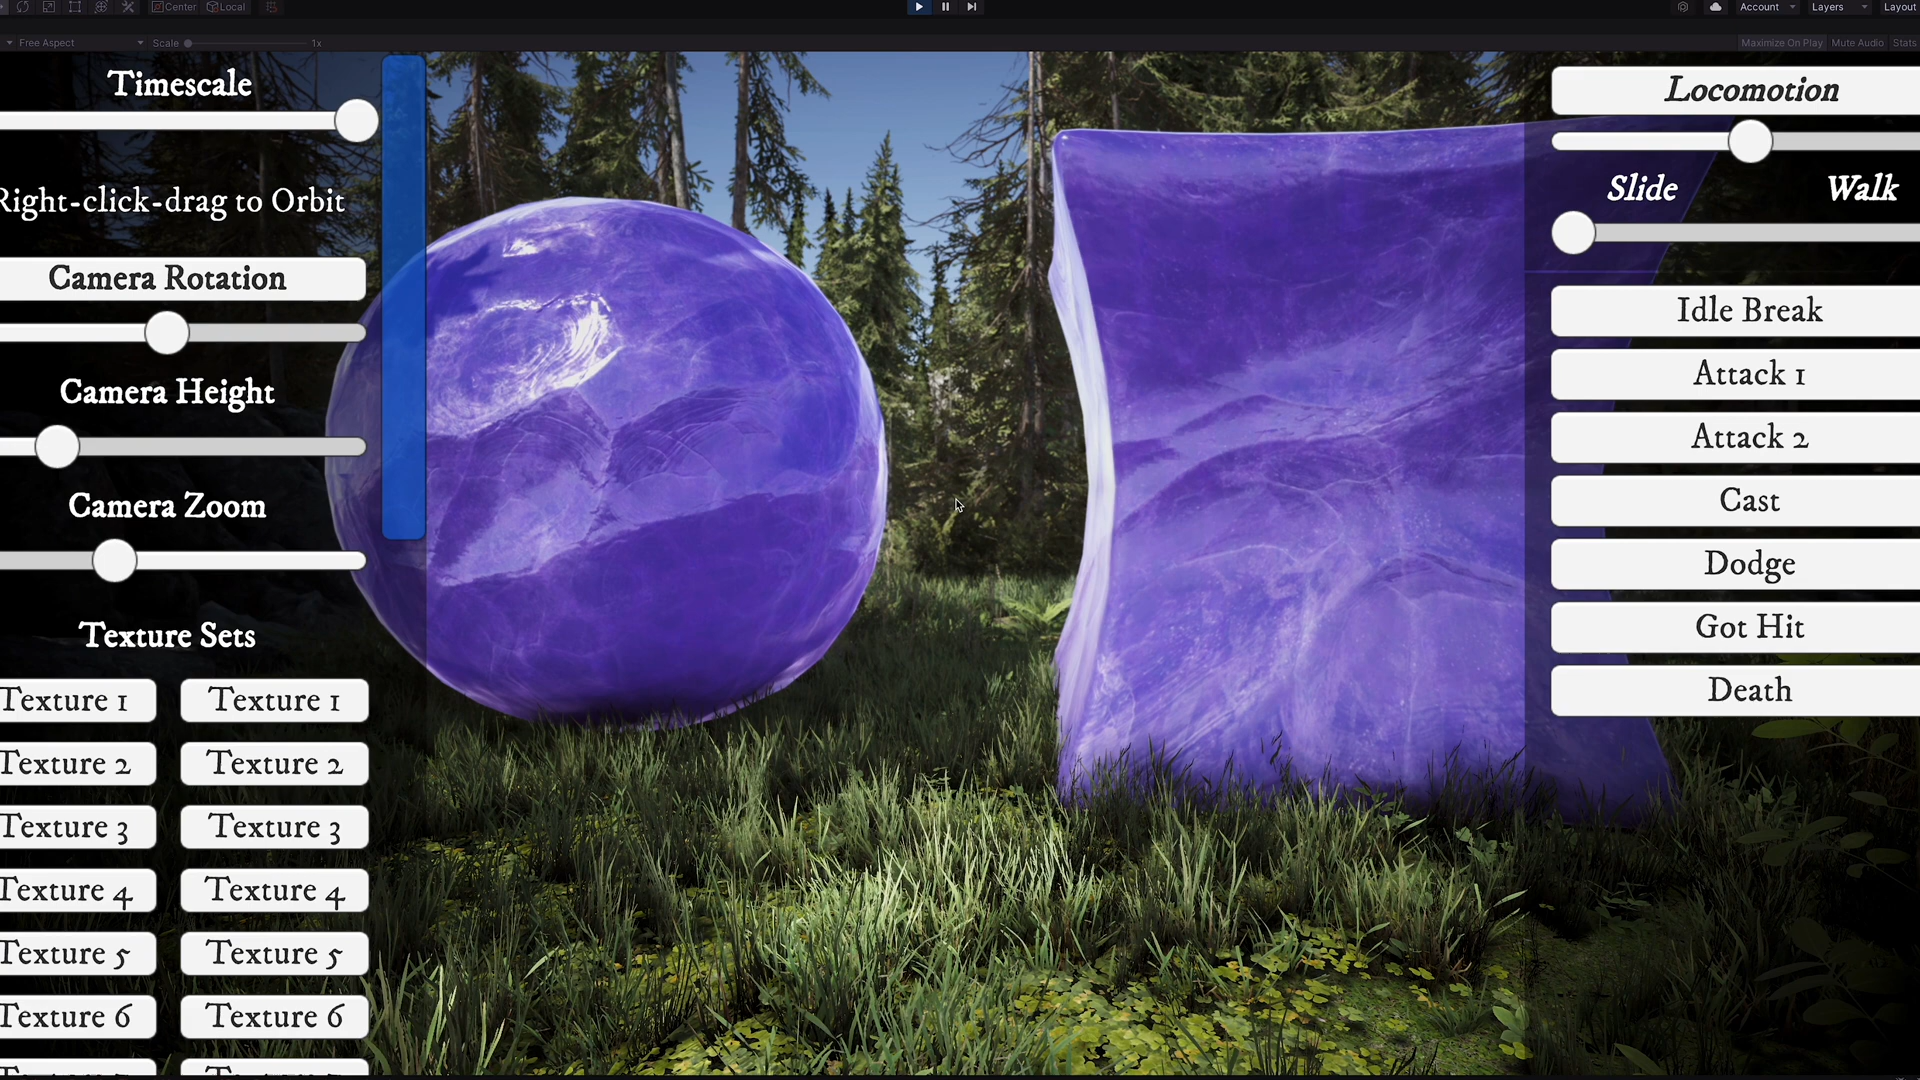 Center
Local
Account
Layers
Layout
Free Aspect
Scale
1x
Maximize On Play
Mute Audio
Stats
Timescale
Right-click-drag to Orbit
Camera Rotation
Camera Height
Camera Zoom
Texture Sets
Texture 1 Texture 1
Texture 2 Texture 2
Texture 3 Texture 3
Texture 4 Texture 4
Texture 5 Texture 5
Texture 6 Texture 6
Locomotion
Slide Walk
Idle Break
Attack 1
Attack 2
Cast
Dodge
Got Hit
Death